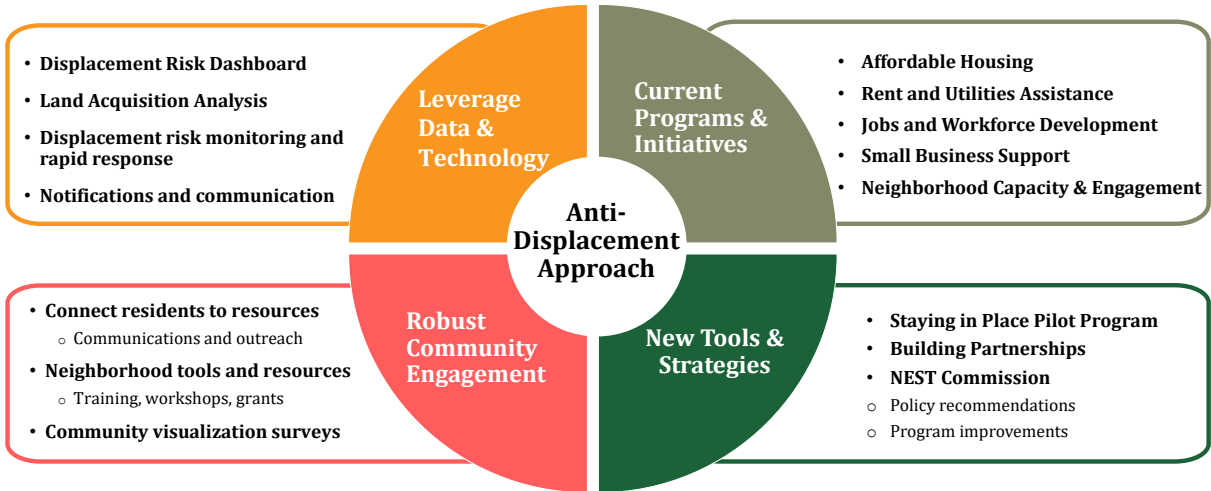 • Displacement Risk Dashboard
• Land Acquisition Analysis
• Displacement risk monitoring and
rapid response
• Notifications and communication
Leverage
Data &
Technology
Current
Programs &
Initiatives
• Affordable Housing
• Rent and Utilities Assistance
• Jobs and Workforce Development
• Small Business Support
• Neighborhood Capacity & Engagement
Anti-
Displacement
Approach
• Connect residents to resources
o Communications and outreach
• Neighborhood tools and resources
o Training, workshops, grants
• Community visualization surveys
Robust
Community
Engagement
New Tools &
Strategies
• Staying in Place Pilot Program
• Building Partnerships
• NEST Commission
o Policy recommendations
o Program improvements